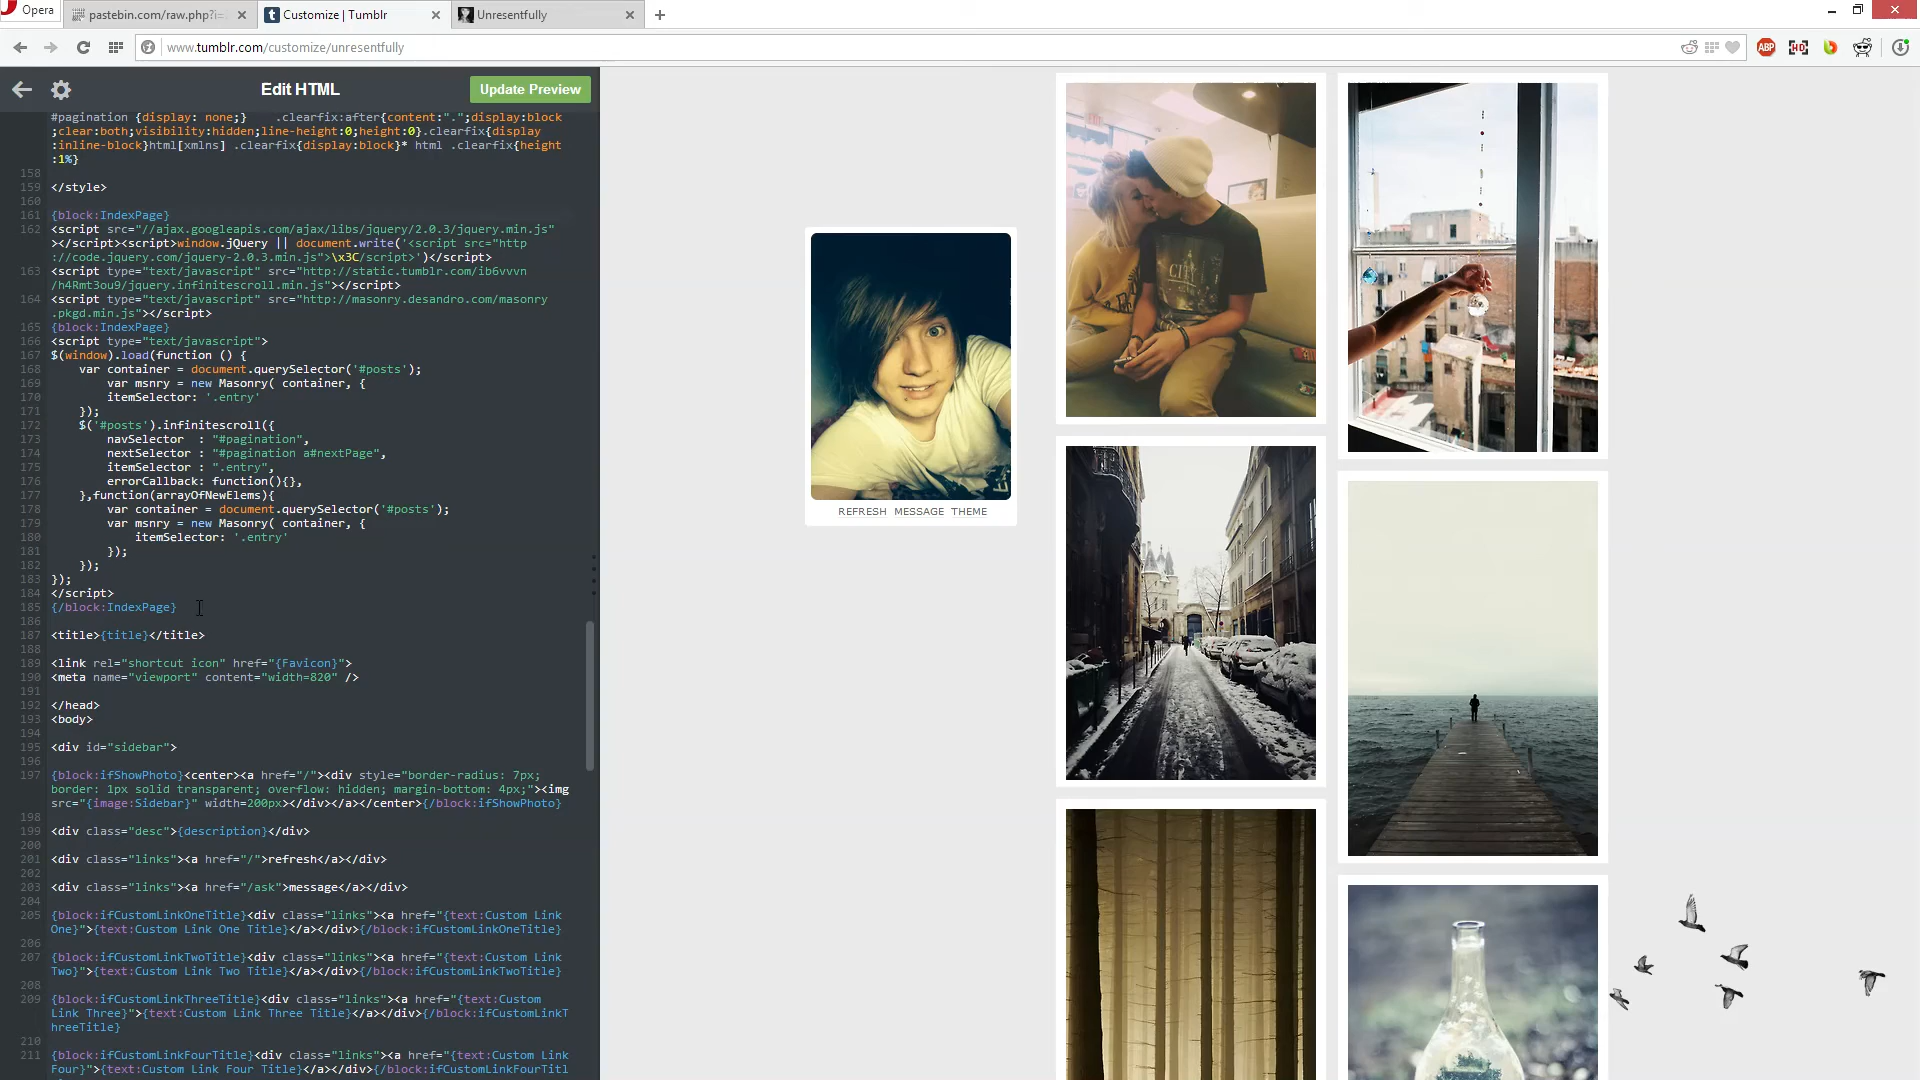 Opera
pastebin.com/raw.php?i=
Customize | Tumblr
Unresentfully
www.tumblr.com/customize/unresentfully
ABP
HD
Edit HTML
Update Preview
#pagination {display: none;}    .clearfix:after{content:".";display:block
;clear:both;visibility:hidden;line-height:0;height:0}.clearfix{display
:inline-block}html[xmlns] .clearfix{display:block}* html .clearfix{height
:1%}
158
159 </style>
160
161 {block:IndexPage}
162 <script src="//ajax.googleapis.com/ajax/libs/jquery/2.0.3/jquery.min.js"
></script><script>window.jQuery || document.write('<script src="http
://code.jquery.com/jquery-2.0.3.min.js">\x3C/script>')</script>
163 <script type="text/javascript" src="http://static.tumblr.com/ib6vvvn
/h4Rmt3ou9/jquery.infinitescroll.min.js"></script>
164 <script type="text/javascript" src="http://masonry.desandro.com/masonry
.pkgd.min.js"></script>
165 {block:IndexPage}
166 <script type="text/javascript">
167 $(window).load(function () {
168     var container = document.querySelector('#posts');
169         var msnry = new Masonry( container, {
170         itemSelector: '.entry'
171     });
172     $('#posts').infinitescroll({
173         navSelector  : "#pagination",
174         nextSelector : "#pagination a#nextPage",
175         itemSelector : ".entry",
176         errorCallback: function(){},
177     },function(arrayOfNewElems){
178         var container = document.querySelector('#posts');
179         var msnry = new Masonry( container, {
180             itemSelector: '.entry'
181         });
182     });
183 });
184 </script>
185 {/block:IndexPage}
186
187 <title>{title}</title>
188
189 <link rel="shortcut icon" href="{Favicon}">
190 <meta name="viewport" content="width=820" />
191
192 </head>
193 <body>
194
195 <div id="sidebar">
196
197 {block:ifShowPhoto}<center><a href="/"><div style="border-radius: 7px;
border: 1px solid transparent; overflow: hidden; margin-bottom: 4px;"><img
src="{image:Sidebar}" width=200px></div></a></center>{/block:ifShowPhoto}
198
199 <div class="desc">{description}</div>
200
201 <div class="links"><a href="/">refresh</a></div>
202
203 <div class="links"><a href="/ask">message</a></div>
204
205 {block:ifCustomLinkOneTitle}<div class="links"><a href="{text:Custom Link
One}">{text:Custom Link One Title}</a></div>{/block:ifCustomLinkOneTitle}
206
207 {block:ifCustomLinkTwoTitle}<div class="links"><a href="{text:Custom Link
Two}">{text:Custom Link Two Title}</a></div>{/block:ifCustomLinkTwoTitle}
208
209 {block:ifCustomLinkThreeTitle}<div class="links"><a href="{text:Custom
Link Three}">{text:Custom Link Three Title}</a></div>{/block:ifCustomLinkT
hreeTitle}
210
211 {block:ifCustomLinkFourTitle}<div class="links"><a href="{text:Custom Link
Four}">{text:Custom Link Four Title}</a></div>{/block:ifCustomLinkFourTitl
REFRESH MESSAGE THEME